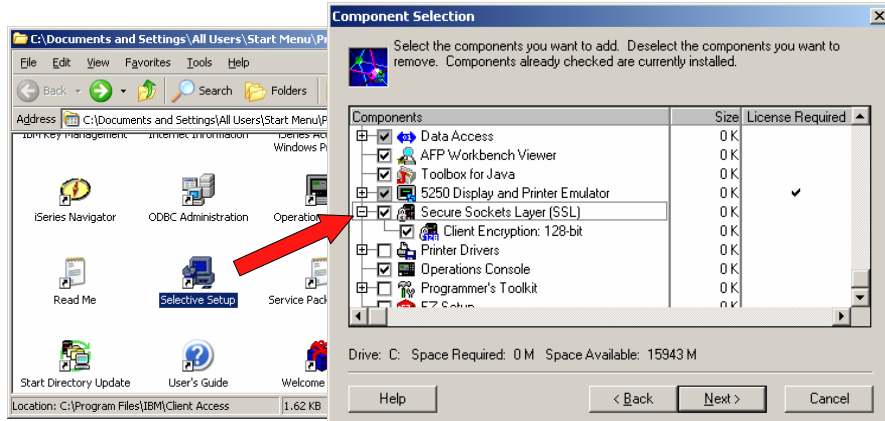 C:\Documents and Settings\All Users\Start Menu\Pr
File Edit View Favorites Tools Help
Back Search Folders
Address C:\Documents and Settings\All Users\Start Menu\P
IBM Key Management Internet Information
Windows P
iSeries Navigator ODBC Administration Operation
Read Me Selective Setup Service Pack
Start Directory Update User's Guide Welcome
Location: C:\Program Files\IBM\Client Access 1.62 KB
Component Selection
Select the components you want to add. Deselect the components you want to
remove. Components already checked are currently installed.
Components Size License Required
Data Access 0 K
AFP Workbench Viewer 0 K
Toolbox for Java 0 K
5250 Display and Printer Emulator 0 K
Secure Sockets Layer (SSL) 0 K
128 Client Encryption: 128-bit 0 K
Printer Drivers 0 K
Operations Console 0 K
Programmer's Toolkit 0 K
EZ Setup 0 K
Drive: C: Space Required: 0 M Space Available: 15943 M
Help < Back Next > Cancel